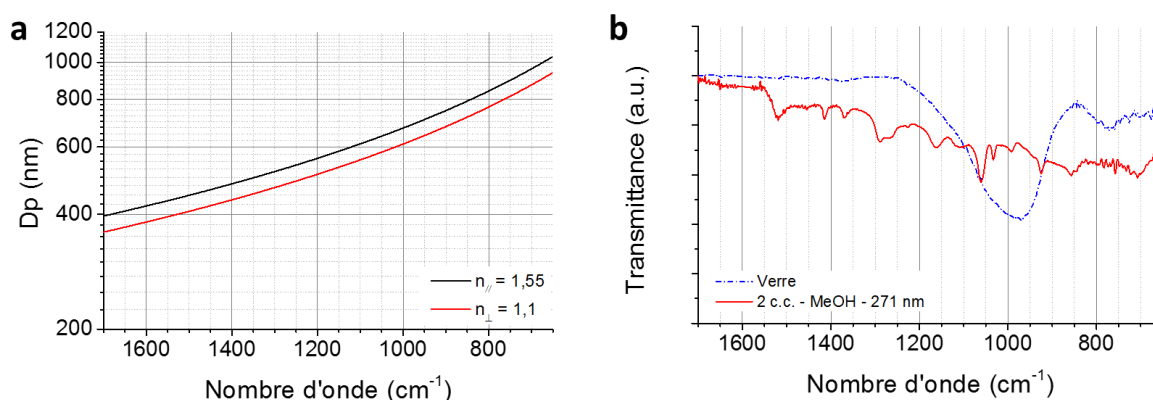 a
1200
1000
800
600
400
200
Dp (nm)
1600 1400 1200 1000 800
Nombre d'onde (cm⁻¹)
n// = 1,55
n⊥ = 1,1
b
Transmittance (a.u.)
1600 1400 1200 1000 800
Nombre d'onde (cm⁻¹)
Verre
2 c.c. - MeOH - 271 nm